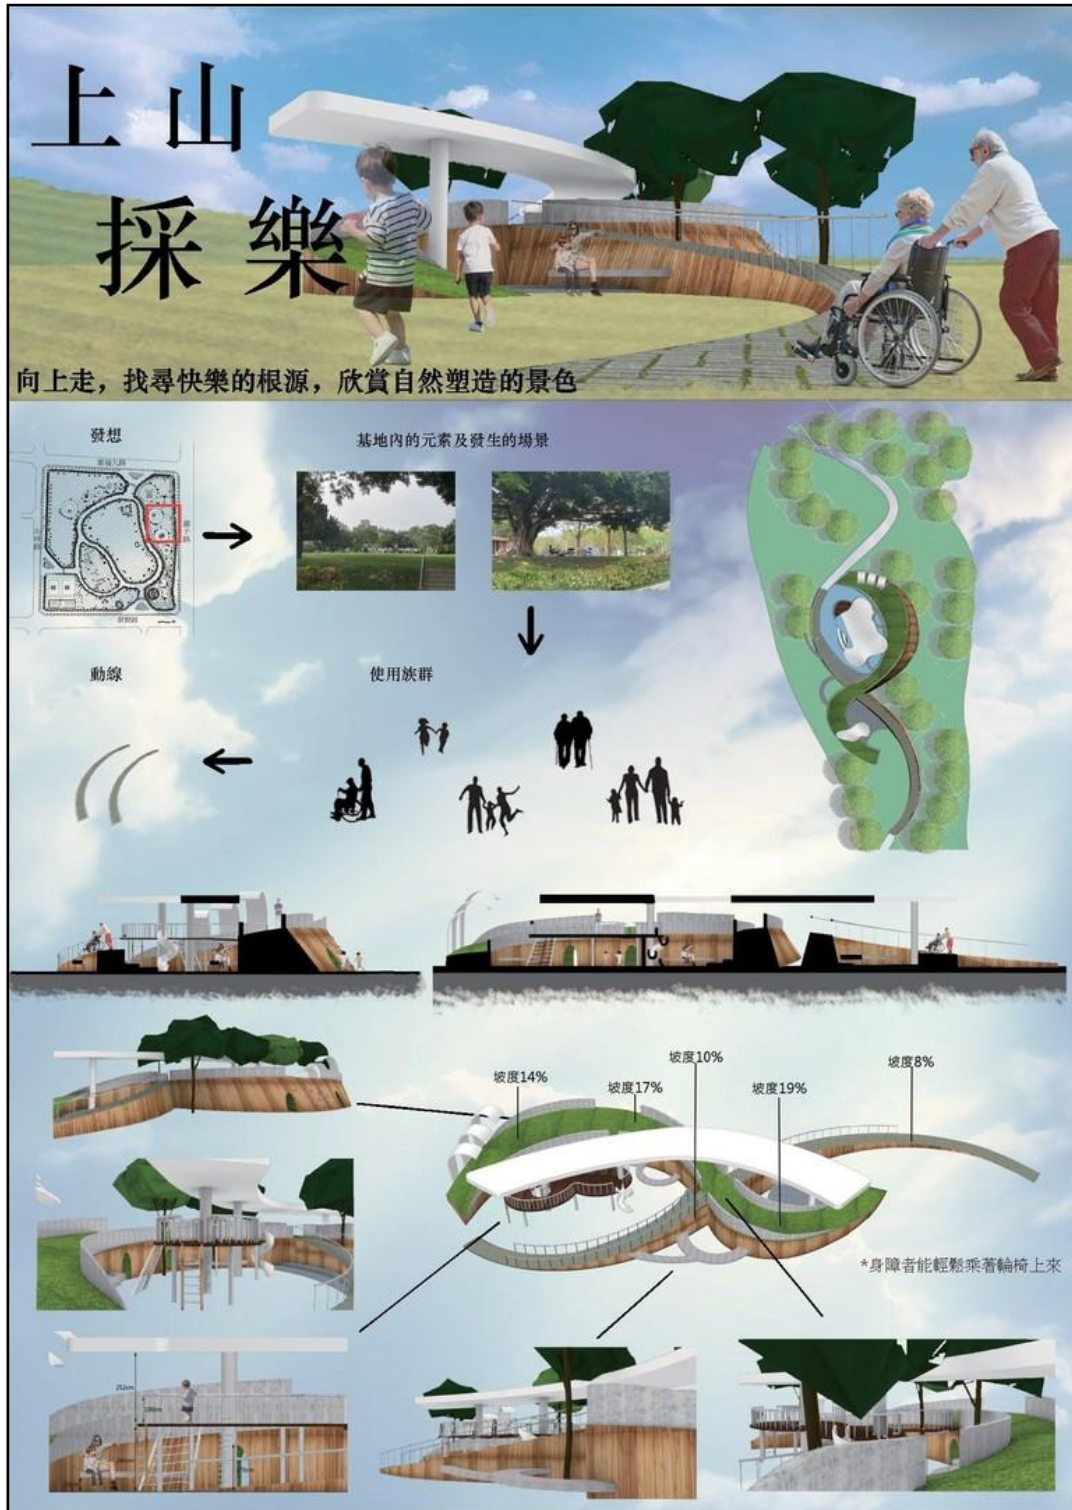 上山
採樂
向上走，找尋快樂的根源，欣賞自然塑造的景色
發想
基地內的元素及發生的場景
動線
使用族群
坡度14%
坡度17%
坡度10%
坡度19%
坡度8%
*身障者能輕鬆乘著輪椅上來